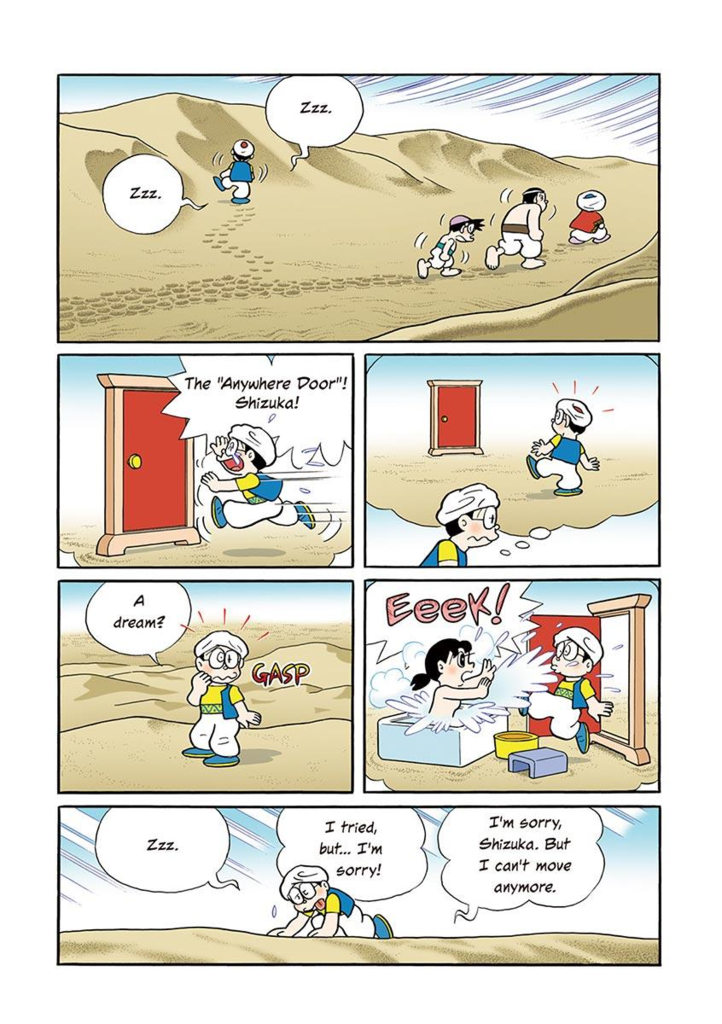 Zzz.
Zzz.
The "Anywhere Door"!
Shizuka!
Eeek!
A
dream?
GASP
I'm sorry,
Shizuka. But
I can't move
anymore.
I tried,
but... I'm
sorry!
Zzz.